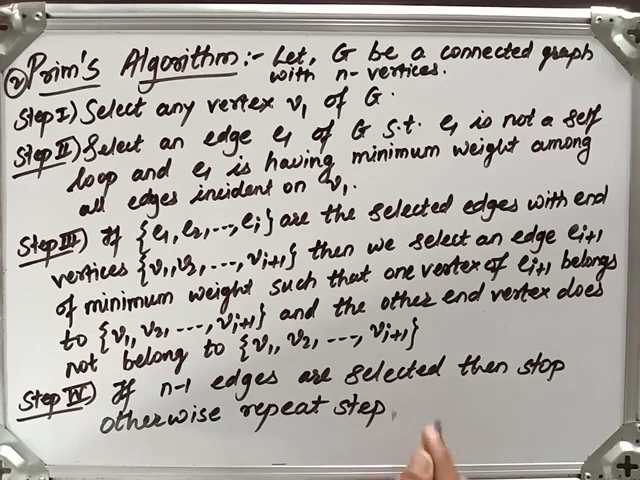 ② Prim's Algorithm:- Let, G be a connected graph
with n-vertices.
Step I) Select any vertex v₁ of G.
Step II) Select an edge e₁ of G s.t. e₁ is not a self
loop and e₁ is having minimum weight among
all edges incident on v₁.
Step III) If {e₁, e₂, ..., eᵢ} are the selected edges with end
vertices {v₁, v₂, ..., vᵢ₊₁} then we select an edge eᵢ₊₁
of minimum weight such that one vertex of eᵢ₊₁ belongs
to {v₁, v₂, ...., vᵢ₊₁} and the other end vertex does
not belong to {v₁, v₂, ...., vᵢ₊₁}
Step IV) If n-1 edges are selected then stop
otherwise repeat step